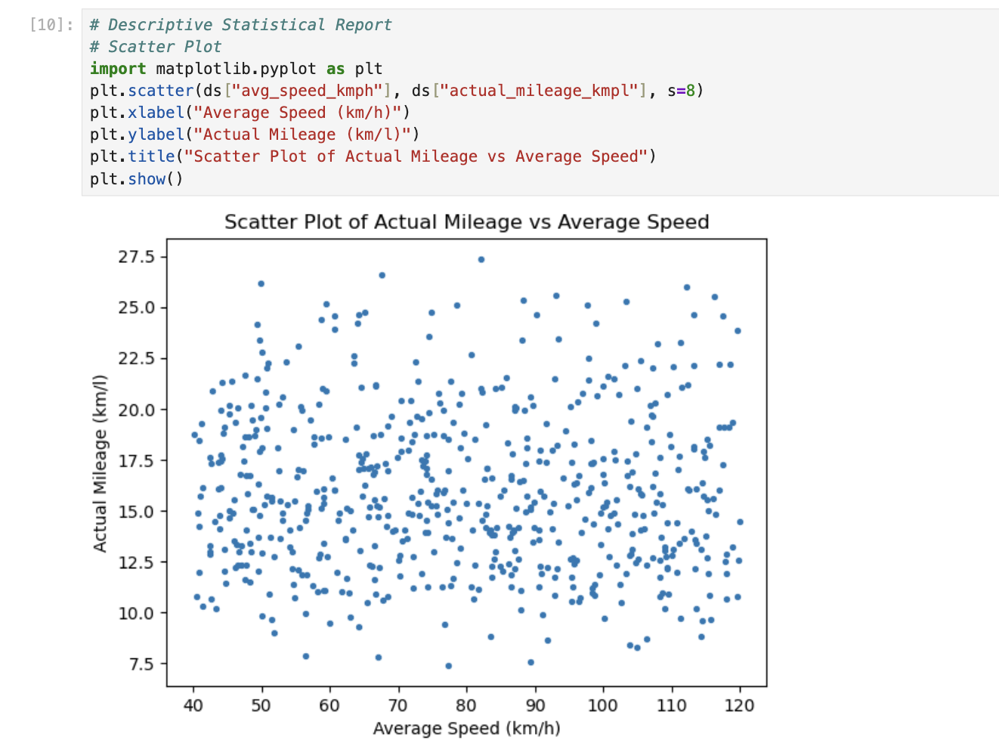 [10]:
# Descriptive Statistical Report
# Scatter Plot
import matplotlib.pyplot as plt
plt.scatter(ds["avg_speed_kmph"], ds["actual_mileage_kmpl"], s=8)
plt.xlabel("Average Speed (km/h)")
plt.ylabel("Actual Mileage (km/l)")
plt.title("Scatter Plot of Actual Mileage vs Average Speed")
plt.show()
Scatter Plot of Actual Mileage vs Average Speed
Actual Mileage (km/l)
27.5
25.0
22.5
20.0
17.5
15.0
12.5
10.0
7.5
40 50 60 70 80 90 100 110 120
Average Speed (km/h)